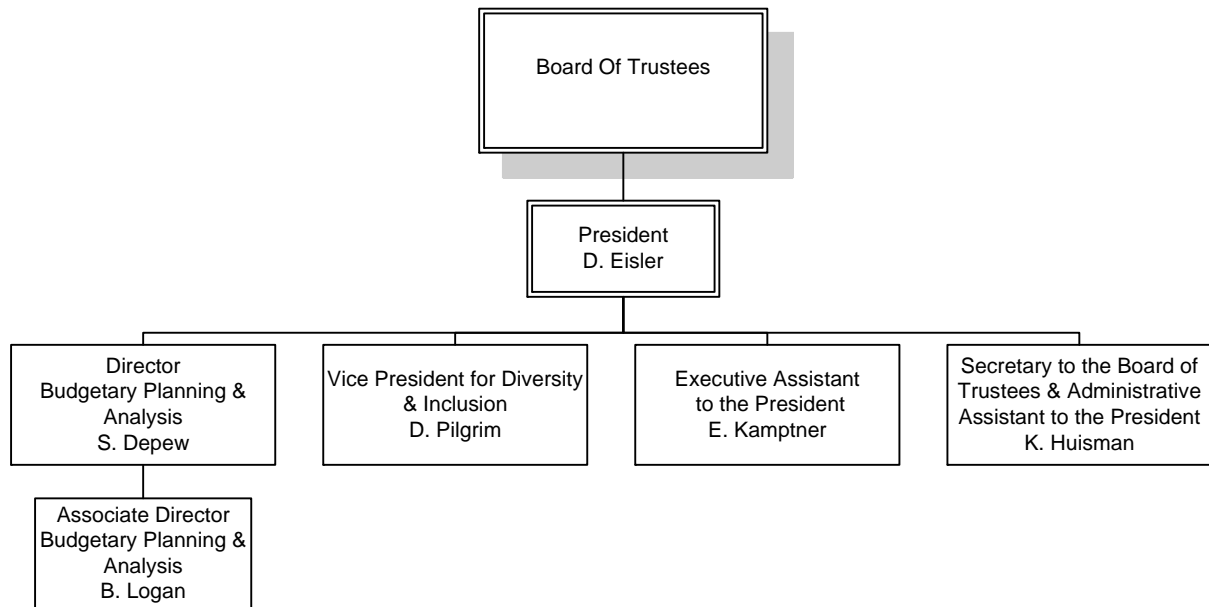 Board Of Trustees
President
D. Eisler
Director
Budgetary Planning &
Analysis
S. Depew
Vice President for Diversity
& Inclusion
D. Pilgrim
Executive Assistant
to the President
E. Kamptner
Secretary to the Board of
Trustees & Administrative
Assistant to the President
K. Huisman
Associate Director
Budgetary Planning &
Analysis
B. Logan